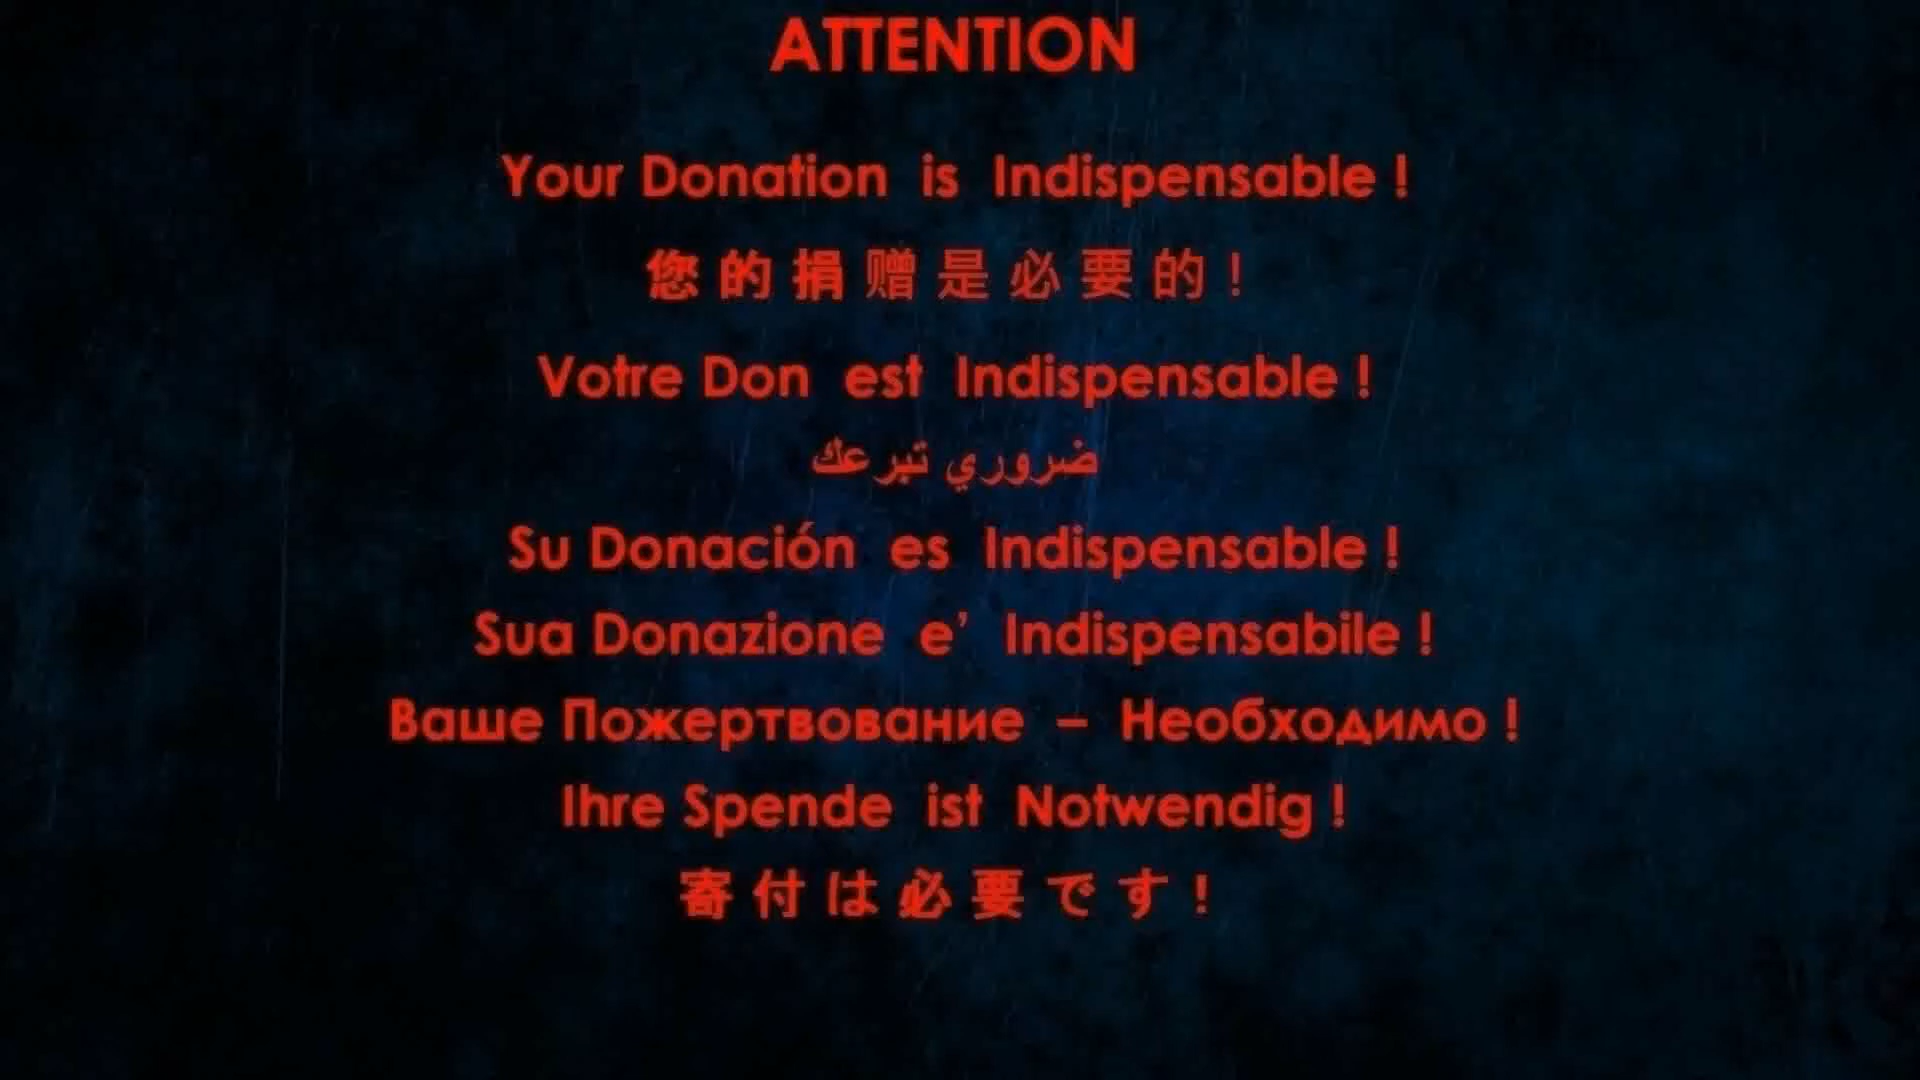 ATTENTION
Your Donation is Indispensable !
您的捐赠是必要的!
Votre Don est Indispensable !
ضروري تبرعك
Su Donación es Indispensable !
Sua Donazione e’ Indispensabile !
Ваше Пожертвование – Необходимо !
Ihre Spende ist Notwendig !
寄付は必要です!